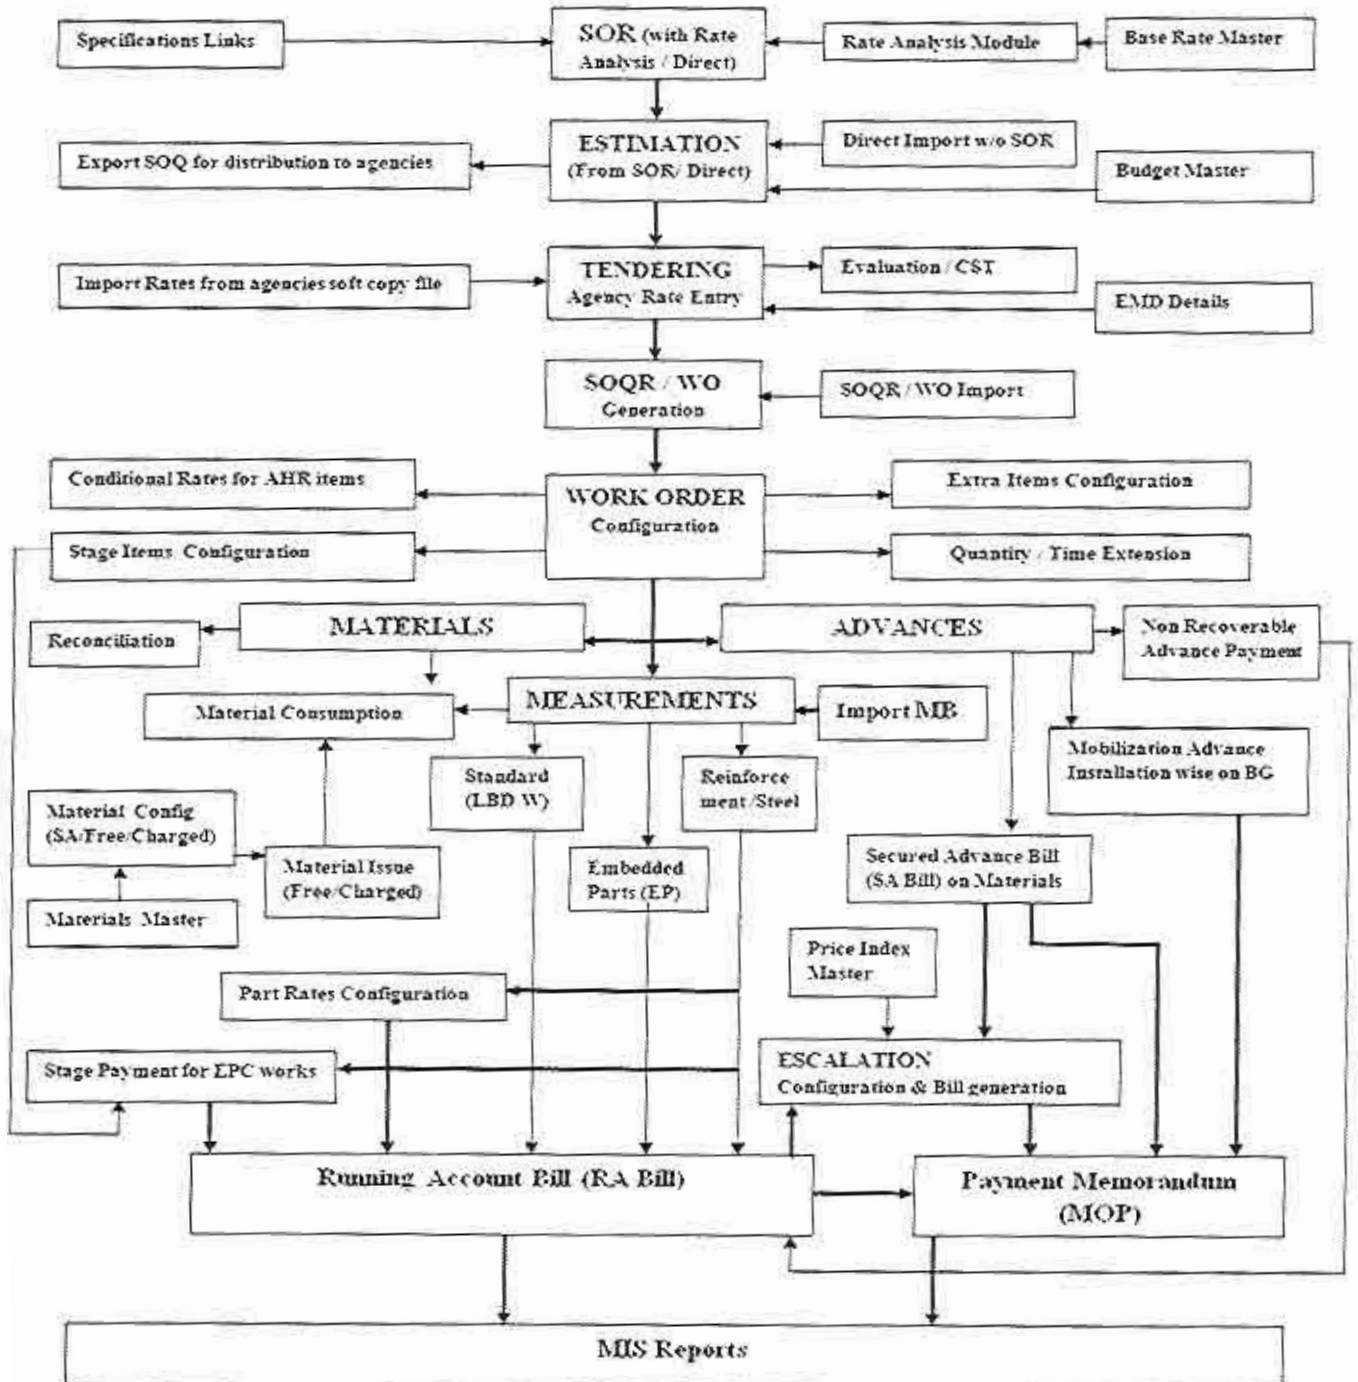 Specifications Links
SOR (with Rate
Analysis / Direct)
Rate Analysis Module
Base Rate Master
Export SOQ for distribution to agencies
ESTIMATION
(From SOR/ Direct)
Direct Import w/o SOR
Budget Master
Import Rates from agencies soft copy file
TENDERING
Agency Rate Entry
Evaluation / CST
EMD Details
SOQR / WO
Generation
SOQR / WO Import
Conditional Rates for AHR items
WORK ORDER
Configuration
Extra Items Configuration
Stage Items Configuration
Quantity / Time Extension
Reconciliation
MATERIALS
ADVANCES
Non Recoverable
Advance Payment
Material Consumption
MEASUREMENTS
Import MB
Mobilization Advance
Installation wise on BG
Standard
(LBD W)
Reinforce
ment /Steel
Material Config
(SA/Free/Charged)
Material Issue
(Free/Charged)
Embedded
Parts (EP)
Secured Advance Bill
(SA Bill) on Materials
Materials Master
Price Index
Master
Part Rates Configuration
Stage Payment for EPC works
ESCALATION
Configuration & Bill generation
Running Account Bill (RA Bill)
Payment Memorandum
(MOP)
MIS Reports